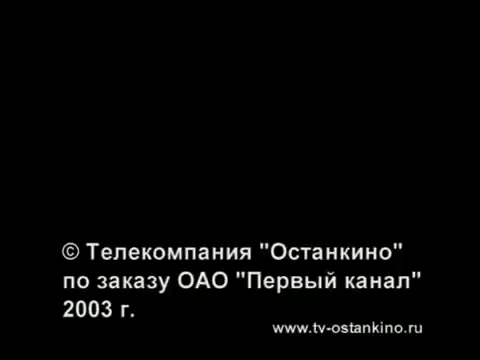 © Телекомпания "Останкино"
по заказу ОАО "Первый канал"
2003 г.
www.tv-ostankino.ru